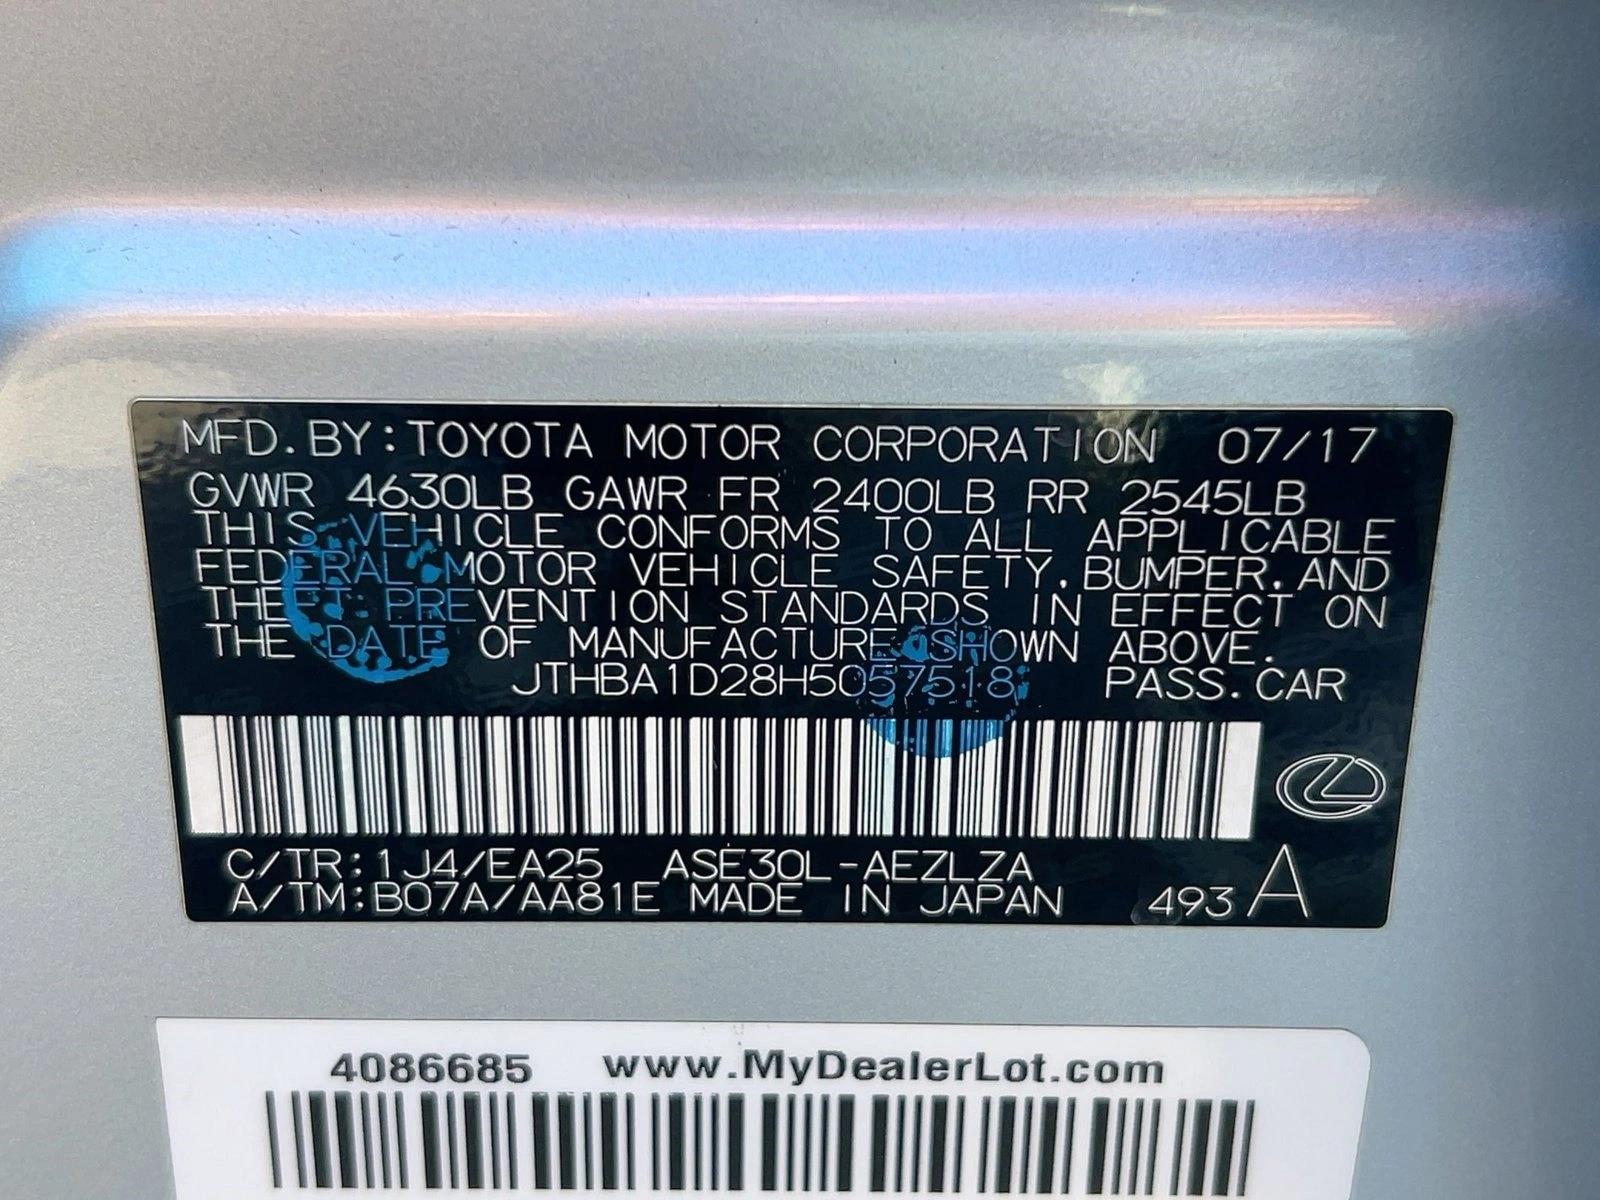 MFD. BY: TOYOTA MOTOR CORPORATION 07/17
GVWR 4630LB GAWR FR 2400LB RR 2545LB
THIS VEHICLE CONFORMS TO ALL APPLICABLE
FEDERAL MOTOR VEHICLE SAFETY, BUMPER, AND
THEFT PREVENTION STANDARDS IN EFFECT ON
THE DATE OF MANUFACTURE SHOWN ABOVE.
JTHBA1D28H5057518 PASS. CAR
C/TR: 1J4/EA25 ASE30L-AEZLZA
A/TM: B07A/AA81E MADE IN JAPAN 493 A
4086685 www.MyDealerLot.com